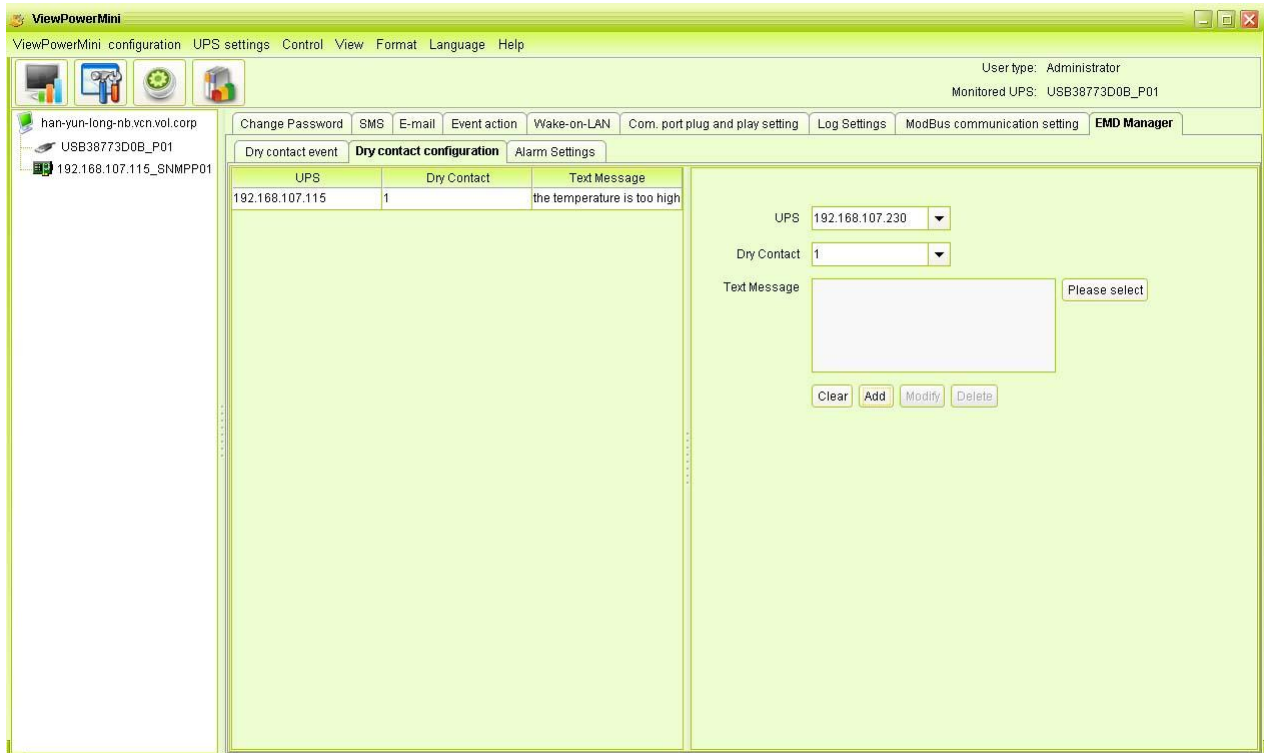 ViewPowerMini
ViewPowerMini configuration UPS settings Control View Format Language Help
User type: Administrator
Monitored UPS: USB38773D0B_P01
han-yun-long-nb.vcn.vol.corp
USB38773D0B_P01
192.168.107.115_SNMPP01
Change Password SMS E-mail Event action Wake-on-LAN Com. port plug and play setting Log Settings ModBus communication setting EMD Manager
Dry contact event Dry contact configuration Alarm Settings
UPS Dry Contact Text Message
192.168.107.115 1 the temperature is too high
UPS 192.168.107.230
Dry Contact 1
Text Message Please select
Clear Add Modify Delete